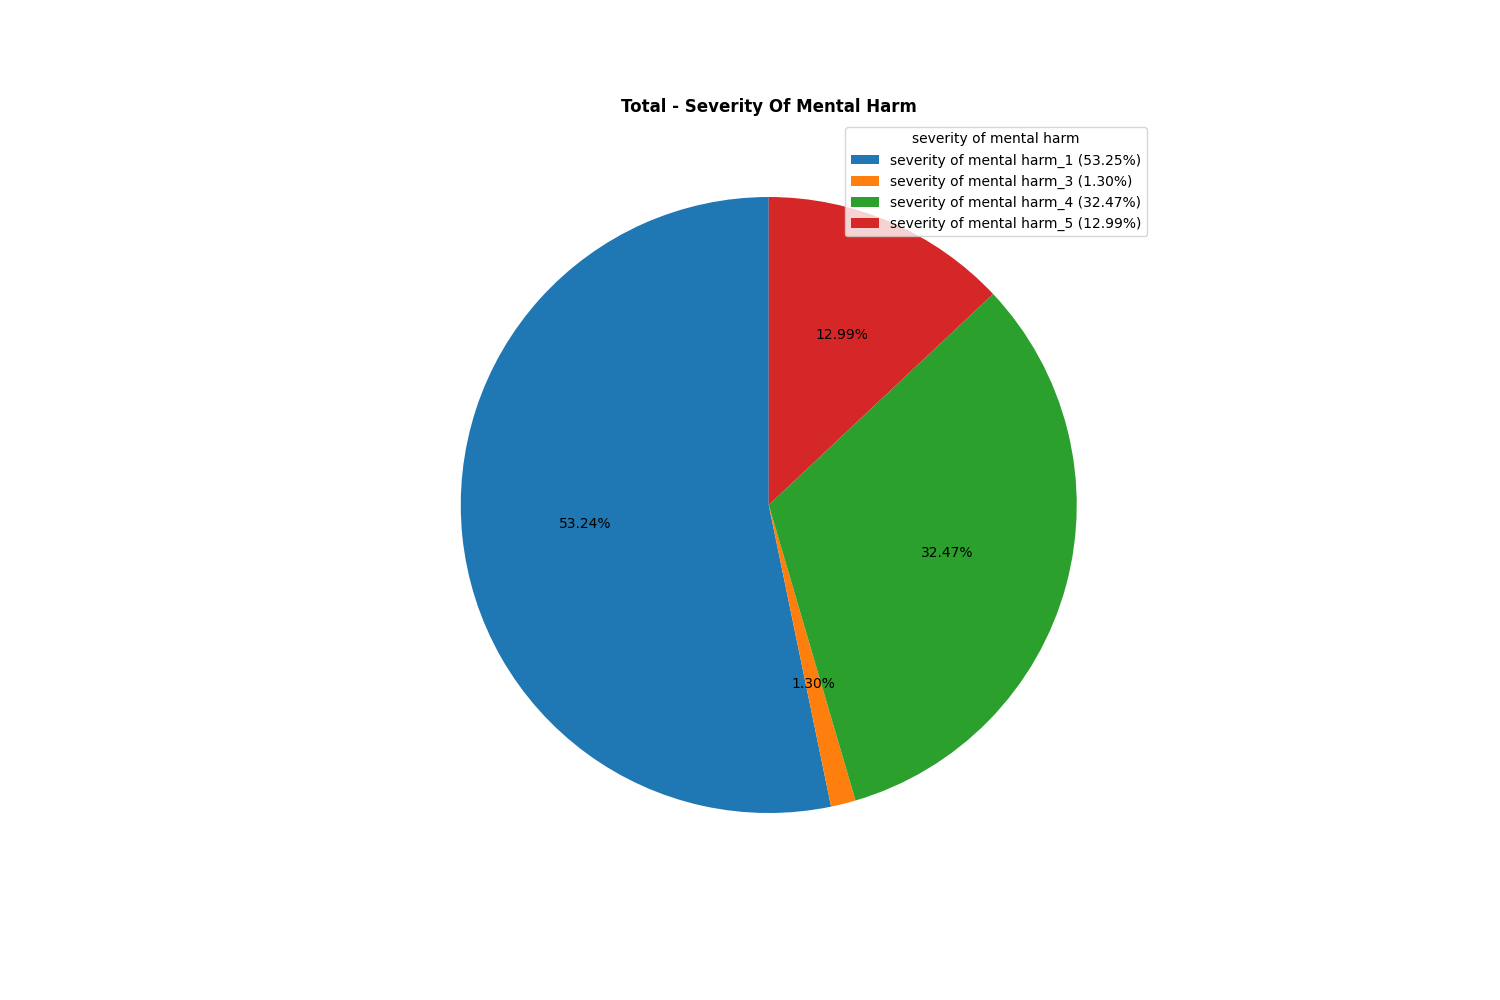 Total - Severity Of Mental Harm
severity of mental harm
severity of mental harm_1 (53.25%)
severity of mental harm_3 (1.30%)
severity of mental harm_4 (32.47%)
severity of mental harm_5 (12.99%)
12.99%
53.24%
32.47%
1.30%